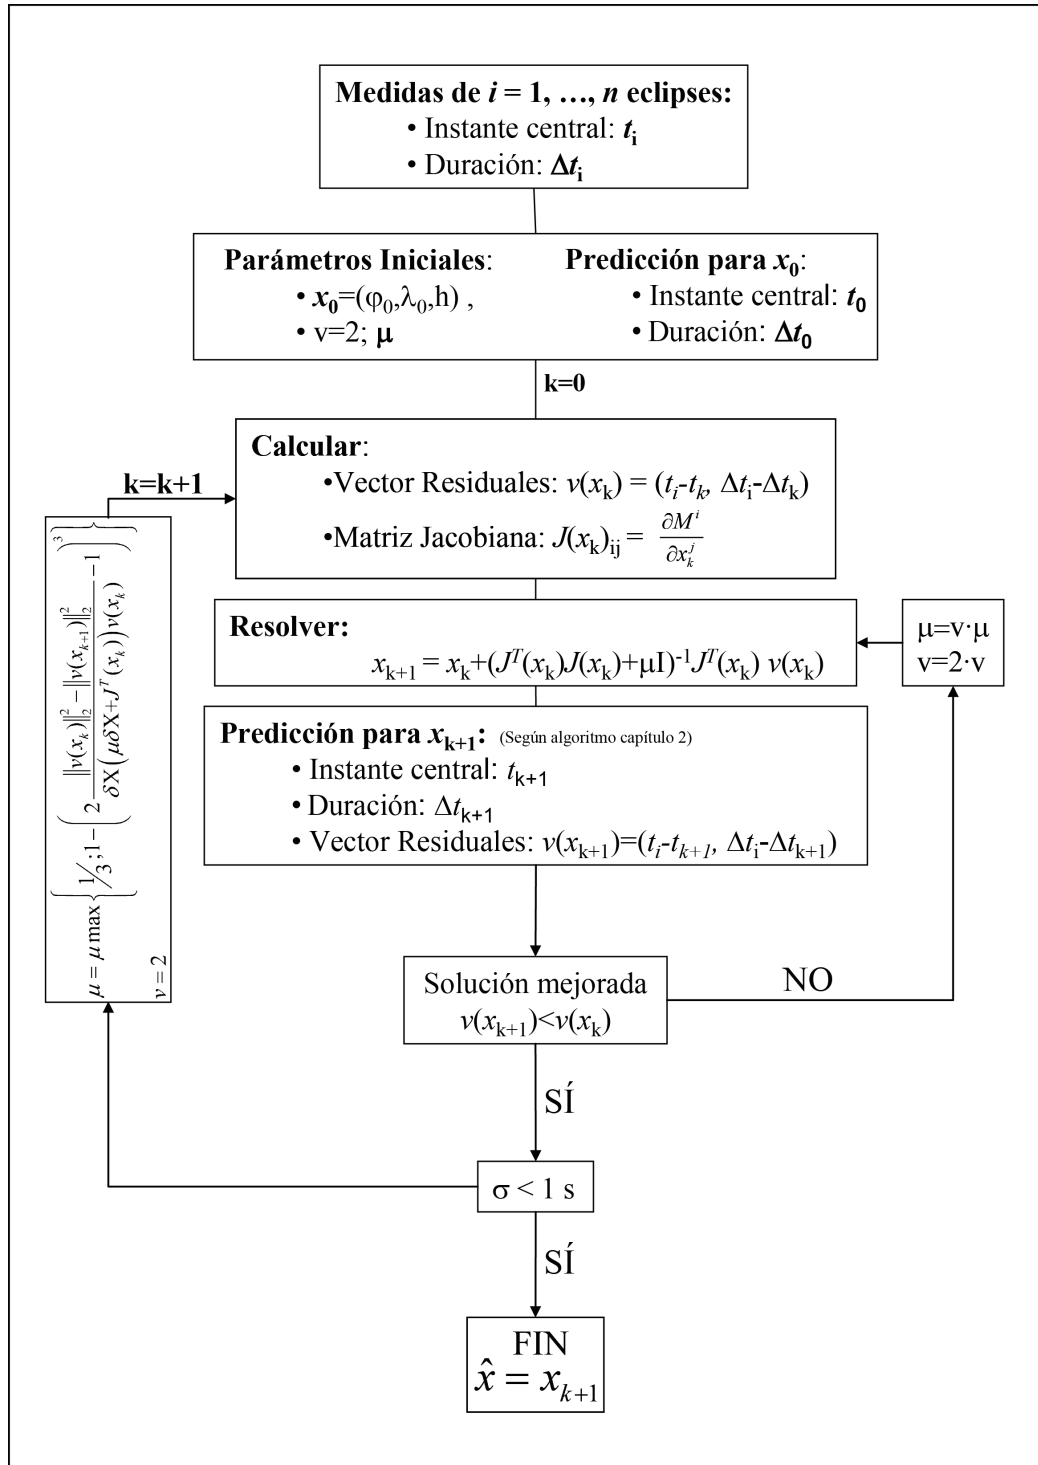 Medidas de i = 1, …, n eclipses:
• Instante central: tᵢ
• Duración: Δtᵢ
Parámetros Iniciales:
• x₀=(φ₀,λ₀,h) ,
• v=2; μ
Predicción para x₀:
• Instante central: t₀
• Duración: Δt₀
k=0
Calcular:
•Vector Residuales: v(xₖ) = (tᵢ-tₖ, Δtᵢ-Δtₖ)
•Matriz Jacobiana: J(xₖ)ᵢⱼ = ∂Mⁱ/∂xₖʲ
k=k+1
Resolver:
xₖ₊₁ = xₖ+(Jᵀ(xₖ)J(xₖ)+μI)⁻¹Jᵀ(xₖ) v(xₖ)
μ=v·μ
v=2·v
Predicción para xₖ₊₁: (Según algoritmo capítulo 2)
• Instante central: tₖ₊₁
• Duración: Δtₖ₊₁
• Vector Residuales: v(xₖ₊₁)=(tᵢ-tₖ₊₁, Δtᵢ-Δtₖ₊₁)
μ = μ max{1/3;1−(2 (‖v(xₖ)‖₂² − ‖v(xₖ₊₁)‖₂²)/(δX(μδX+Jᵀ(xₖ))v(xₖ)) −1)³}
v = 2
Solución mejorada
v(xₖ₊₁)<v(xₖ)
NO
SÍ
σ < 1 s
SÍ
FIN
x̂ = xₖ₊₁